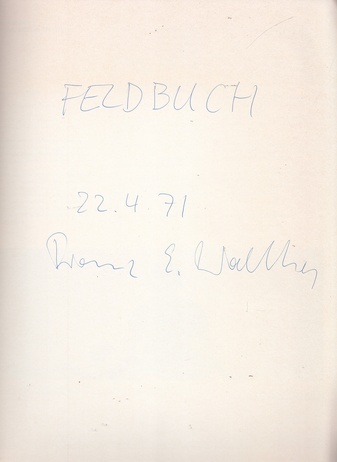 FELDBUCH
22.4.71
Franz E. Walther